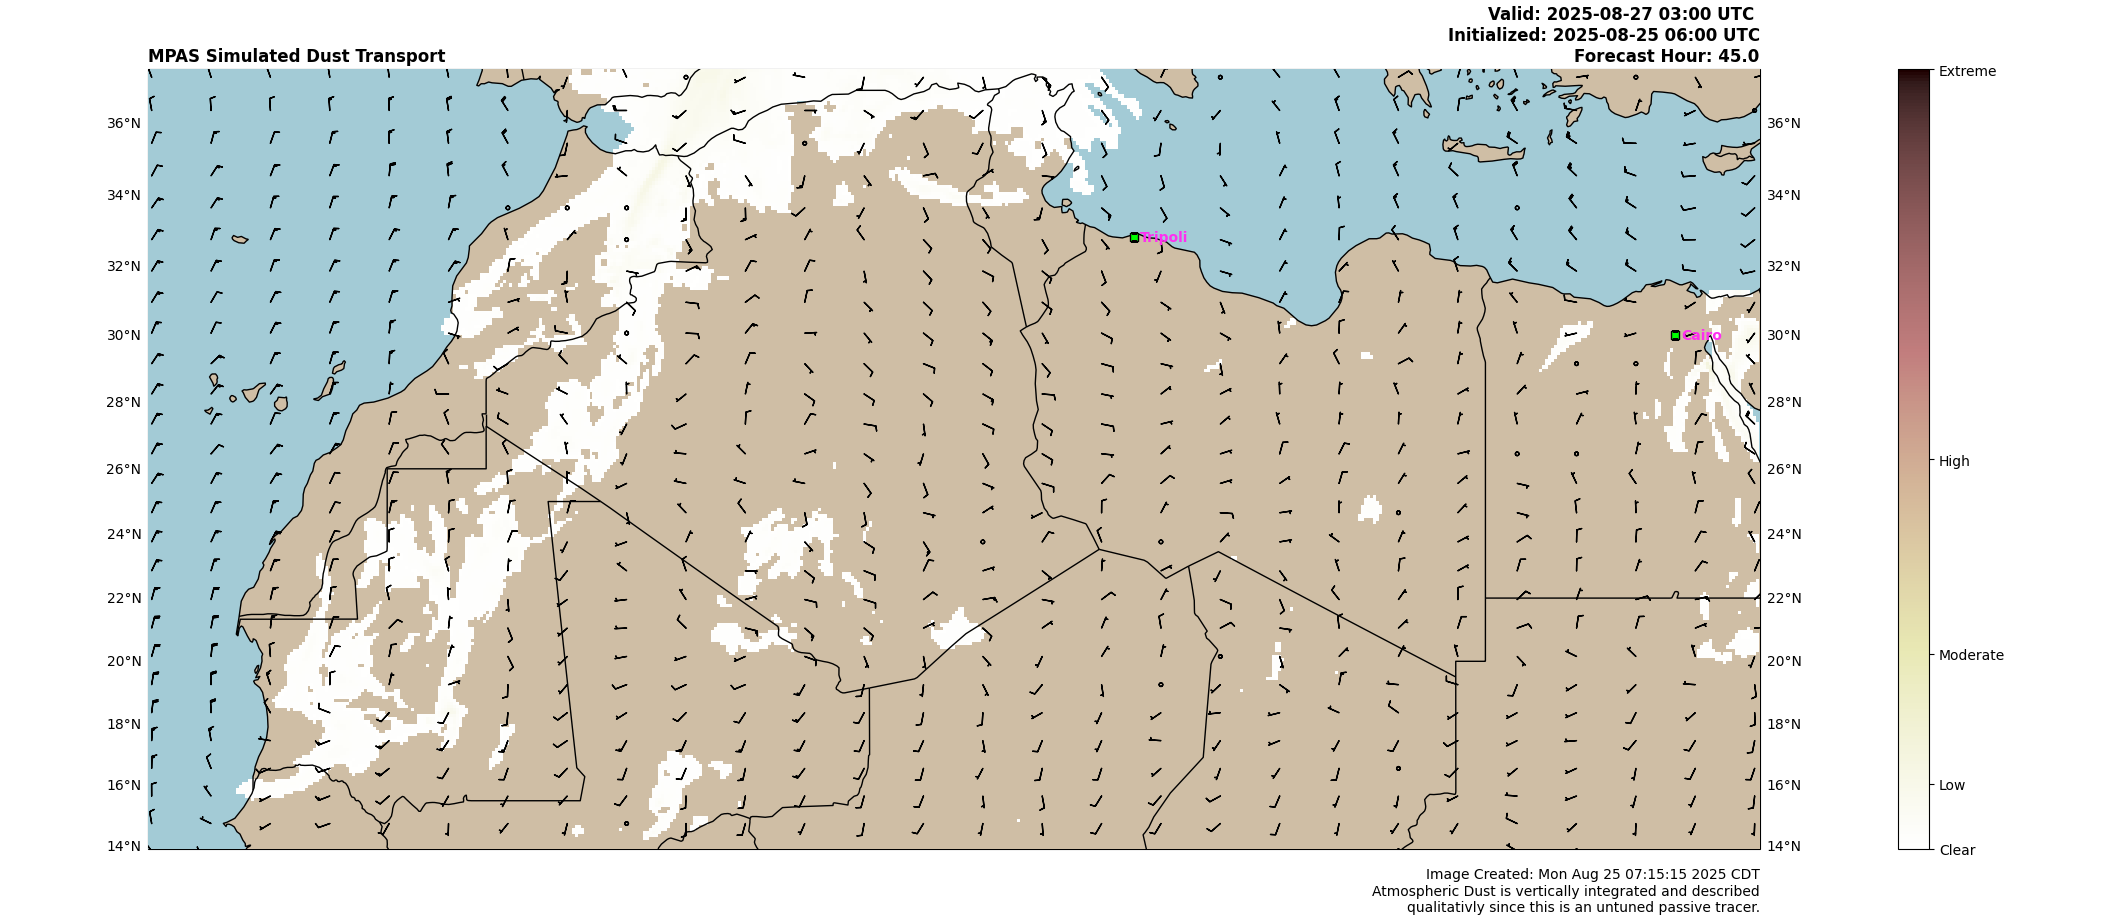 Valid: 2025-08-27 03:00 UTC
Initialized: 2025-08-25 06:00 UTC
MPAS Simulated Dust Transport
Forecast Hour: 45.0
Extreme
36°N
36°N
34°N
34°N
Tripoli
32°N
32°N
30°N
Cairo
30°N
28°N
28°N
26°N
26°N
High
24°N
24°N
22°N
22°N
20°N
20°N
Moderate
18°N
18°N
16°N
16°N
Low
14°N
14°N
Clear
Image Created: Mon Aug 25 07:15:15 2025 CDT
Atmospheric Dust is vertically integrated and described
qualitativly since this is an untuned passive tracer.